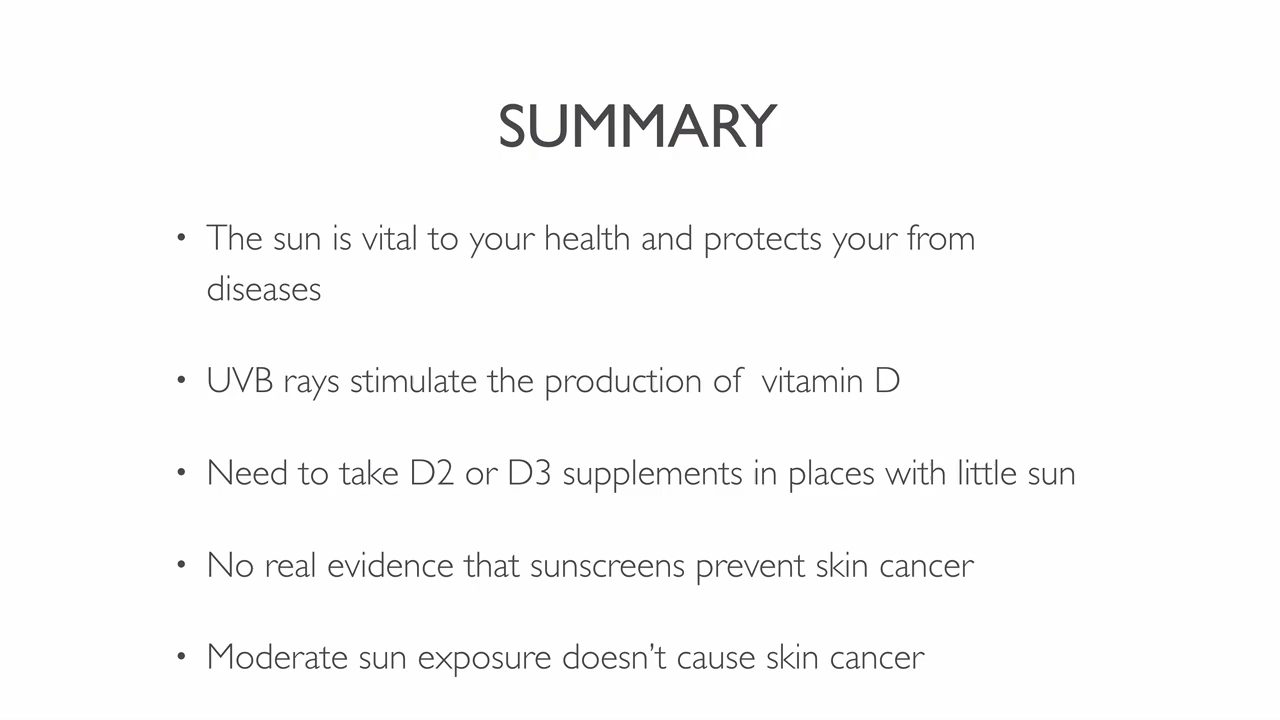 SUMMARY
• The sun is vital to your health and protects your from
diseases
• UVB rays stimulate the production of  vitamin D
• Need to take D2 or D3 supplements in places with little sun
• No real evidence that sunscreens prevent skin cancer
• Moderate sun exposure doesn’t cause skin cancer